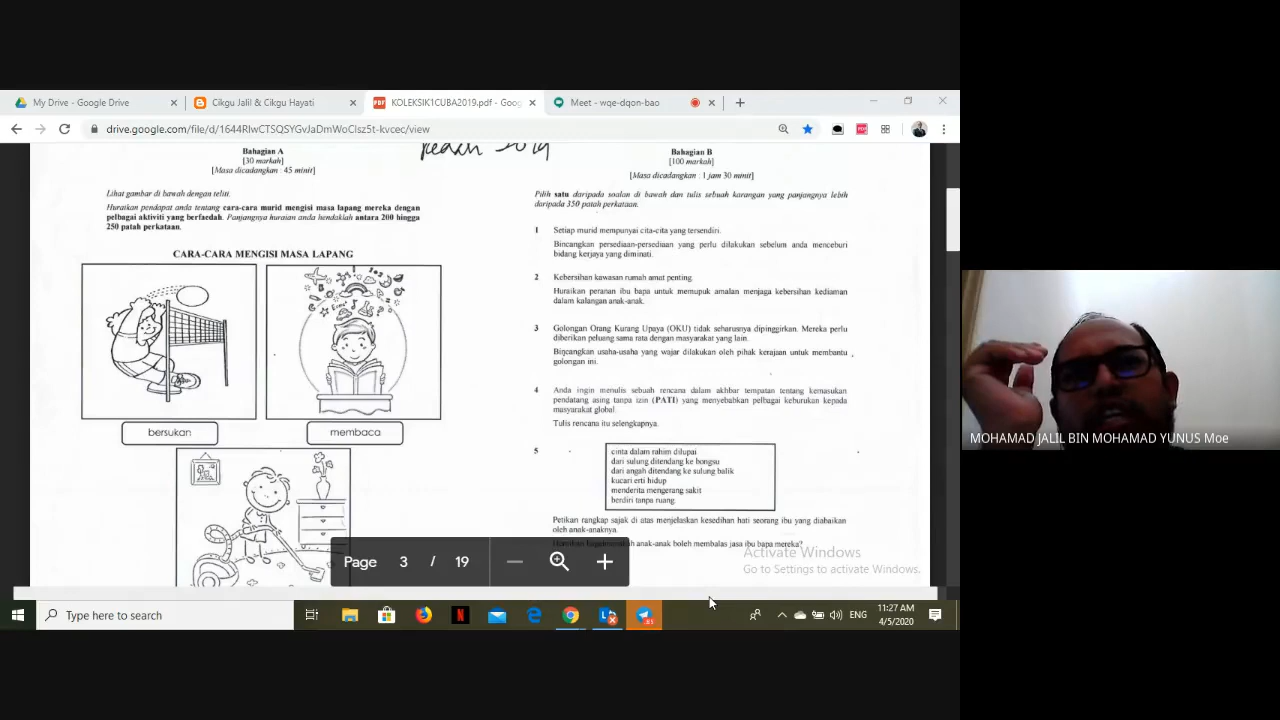 My Drive - Google Drive
Cikgu Jalil & Cikgu Hayati
KOLEKSIK1CUBA2019.pdf - Goog
Meet - wqe-dqon-bao
drive.google.com/file/d/1644RIwCTSQSYGvJaDmWoClsz5t-kvcec/view
Bahagian A
[30 markah]
[Masa dicadangkan : 45 minit]
2019
Lihat gambar di bawah dengan teliti.
Huraikan pendapat anda tentang cara-cara murid mengisi masa lapang mereka dengan
pelbagai aktiviti yang berfaedah. Panjangnya huraian anda hendaklah antara 200 hingga
250 patah perkataan.
CARA-CARA MENGISI MASA LAPANG
bersukan
membaca
Bahagian B
[100 markah]
[Masa dicadangkan : 1 jam 30 minit]
Pilih satu daripada soalan di bawah dan tulis sebuah karangan yang panjangnya lebih
daripada 350 patah perkataan.
1 Setiap murid mempunyai cita-cita yang tersendiri.
Bincangkan persediaan-persediaan yang perlu dilakukan sebelum anda menceburi
bidang kerjaya yang diminati.
2 Kebersihan kawasan rumah amat penting.
Huraikan peranan ibu bapa untuk memupuk amalan menjaga kebersihan kediaman
dalam kalangan anak-anak.
3 Golongan Orang Kurang Upaya (OKU) tidak seharusnya dipinggirkan. Mereka perlu
diberikan peluang sama rata dengan masyarakat yang lain.
Bincangkan usaha-usaha yang wajar dilakukan oleh pihak kerajaan untuk membantu
golongan ini.
4 Anda ingin menulis sebuah rencana dalam akhbar tempatan tentang kemasukan
pendatang asing tanpa izin (PATI) yang menyebabkan pelbagai keburukan kepada
masyarakat global.
Tulis rencana itu selengkapnya.
5
cinta dalam rahim dilupai
dari sulung ditendang ke bongsu
dari angah ditendang ke sulung balik
kucari erti hidup
menderita mengerang sakit
berdiri tanpa ruang.
Petikan rangkap sajak di atas menjelaskan kesedihan hati seorang ibu yang diabaikan
oleh anak-anaknya.
anak-anak boleh membalas jasa ibu bapa mereka?
Page 3 / 19
Activate Windows
Go to Settings to activate Windows.
MOHAMAD JALIL BIN MOHAMAD YUNUS Moe
Type here to search
ENG
11:27 AM
4/5/2020